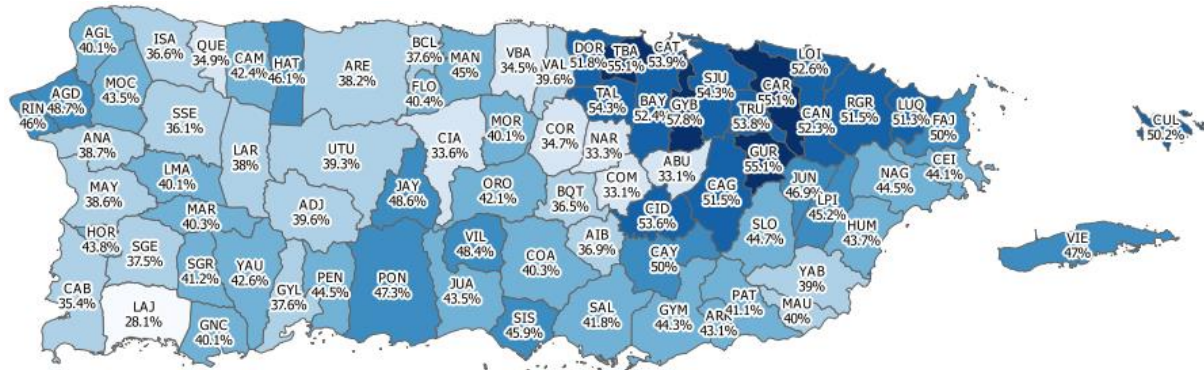 AGL
40.1%
ISA
36.6%
QUE
34.9%
CAM
42.4%
HAT
46.1%
ARE
38.2%
BCL
37.6%
MAN
45%
VBA
34.5%
VAL
39.6%
DOR
51.8%
TBA
55.1%
CAT
53.9%
LOI
52.6%
MOC
43.5%
AGD
48.7%
RIN
46%
FLO
40.4%
TAL
54.3%
BAY
52.4%
GYB
57.8%
SJU
54.3%
TRU
53.8%
CAR
55.1%
CAN
52.3%
RGR
51.5%
LUQ
51.3%
FAJ
50%
CUL
50.2%
SSE
36.1%
ANA
38.7%
LAR
38%
UTU
39.3%
CIA
33.6%
MOR
40.1%
COR
34.7%
NAR
33.3%
ABU
33.1%
GUR
55.1%
CEI
44.1%
NAG
44.5%
LMA
40.1%
MAY
38.6%
JAY
48.6%
ORO
42.1%
BQT
36.5%
COM
33.1%
CAG
51.5%
JUN
46.9%
LPI
45.2%
ADJ
39.6%
MAR
40.3%
CID
53.6%
HOR
43.8%
SGE
37.5%
VIL
48.4%
COA
40.3%
AIB
36.9%
CAY
50%
SLO
44.7%
HUM
43.7%
VIE
47%
SGR
41.2%
YAU
42.6%
GYL
37.6%
PEN
44.5%
PON
47.3%
JUA
43.5%
YAB
39%
CAB
35.4%
LAJ
28.1%
GNC
40.1%
SIS
45.9%
SAL
41.8%
GYM
44.3%
ARR
43.1%
PAT
41.1%
MAU
40%